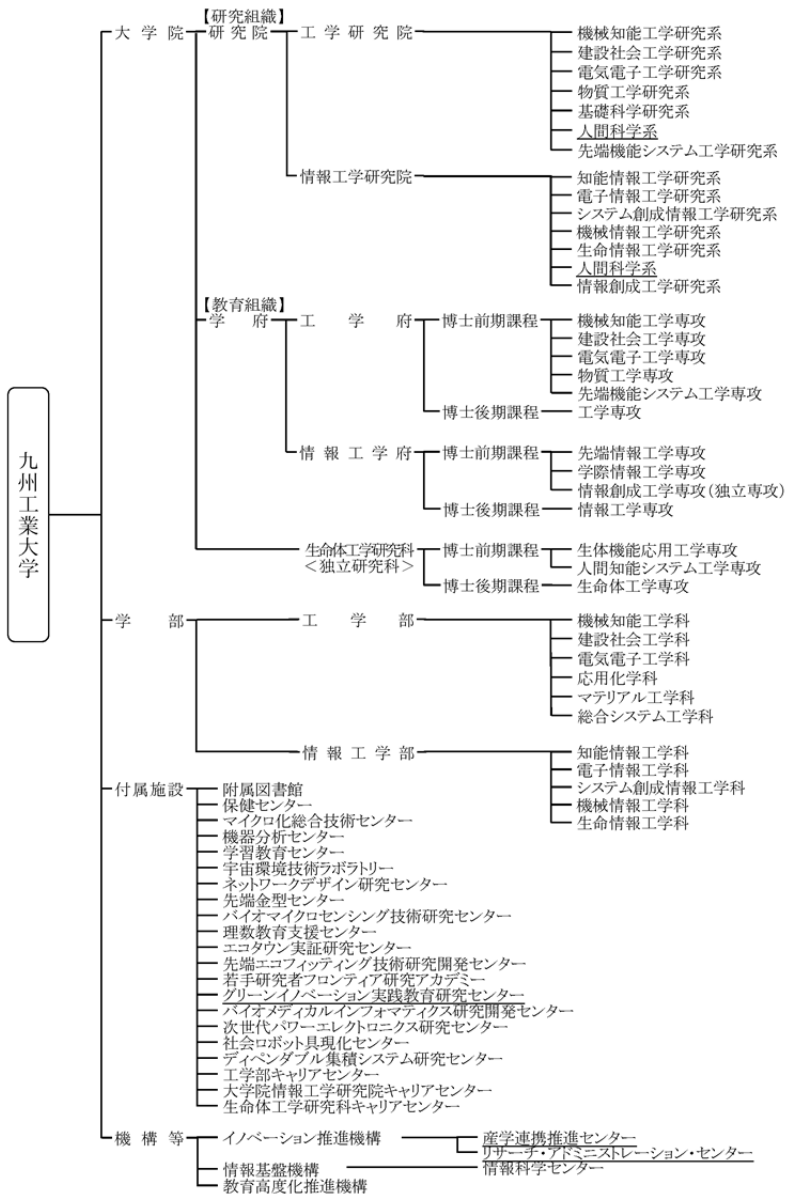 九州工業大学
大学院
【研究組織】
研究院
工学研究院
機械知能工学研究系
建設社会工学研究系
電気電子工学研究系
物質工学研究系
基礎科学研究系
人間科学系
先端機能システム工学研究系
情報工学研究院
知能情報工学研究系
電子情報工学研究系
システム創成情報工学研究系
機械情報工学研究系
生命情報工学研究系
人間科学系
情報創成工学研究系
【教育組織】
学府
工学府
博士前期課程
機械知能工学専攻
建設社会工学専攻
電気電子工学専攻
物質工学専攻
先端機能システム工学専攻
博士後期課程
工学専攻
情報工学府
博士前期課程
先端情報工学専攻
学際情報工学専攻
情報創成工学専攻(独立専攻)
博士後期課程
情報工学専攻
生命体工学研究科
＜独立研究科＞
博士前期課程
生体機能応用工学専攻
人間知能システム工学専攻
博士後期課程
生命体工学専攻
学部
工学部
機械知能工学科
建設社会工学科
電気電子工学科
応用化学科
マテリアル工学科
総合システム工学科
情報工学部
知能情報工学科
電子情報工学科
システム創成情報工学科
機械情報工学科
生命情報工学科
付属施設
附属図書館
保健センター
マイクロ化総合技術センター
機器分析センター
学習教育センター
宇宙環境技術ラボラトリー
ネットワークデザイン研究センター
先端金型センター
バイオマイクロセンシング技術研究センター
理数教育支援センター
エコタウン実証研究センター
先端エコフィッティング技術研究開発センター
若手研究者フロンティア研究アカデミー
グリーンイノベーション実践教育研究センター
バイオメディカルインフォマティクス研究開発センター
次世代パワーエレクトロニクス研究センター
社会ロボット具現化センター
ディペンダブル集積システム研究センター
工学部キャリアセンター
大学院情報工学研究院キャリアセンター
生命体工学研究科キャリアセンター
機構等
イノベーション推進機構
産学連携推進センター
リサーチ・アドミニストレーション・センター
情報基盤機構
情報科学センター
教育高度化推進機構